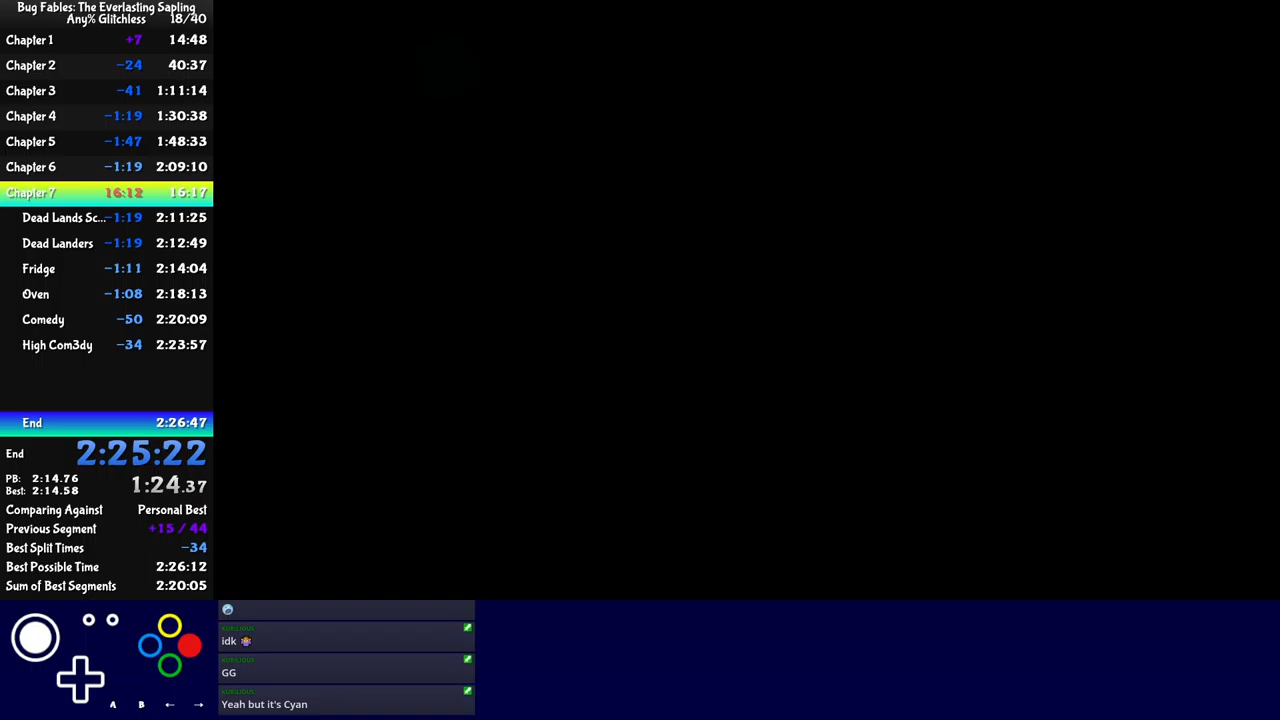 Bug Fables: The Everlasting Sapling
Any% Glitchless 18/40
Chapter 1 +7 14:48
Chapter 2 −24 40:37
Chapter 3 −41 1:11:14
Chapter 4 −1:19 1:30:38
Chapter 5 −1:47 1:48:33
Chapter 6 −1:19 2:09:10
Chapter 7 16:12 16:17
Dead Lands Sc... −1:19 2:11:25
Dead Landers −1:19 2:12:49
Fridge −1:11 2:14:04
Oven −1:08 2:18:13
Comedy −50 2:20:09
High Com3dy −34 2:23:57
End 2:26:47
End 2:25:22
PB: 2:14.76
Best: 2:14.58 1:24.37
Comparing Against Personal Best
Previous Segment +15 / 44
Best Split Times −34
Best Possible Time 2:26:12
Sum of Best Segments 2:20:05
A B ← →
KUBILIOUS
idk
KUBILIOUS
GG
KUBILIOUS
Yeah but it's Cyan